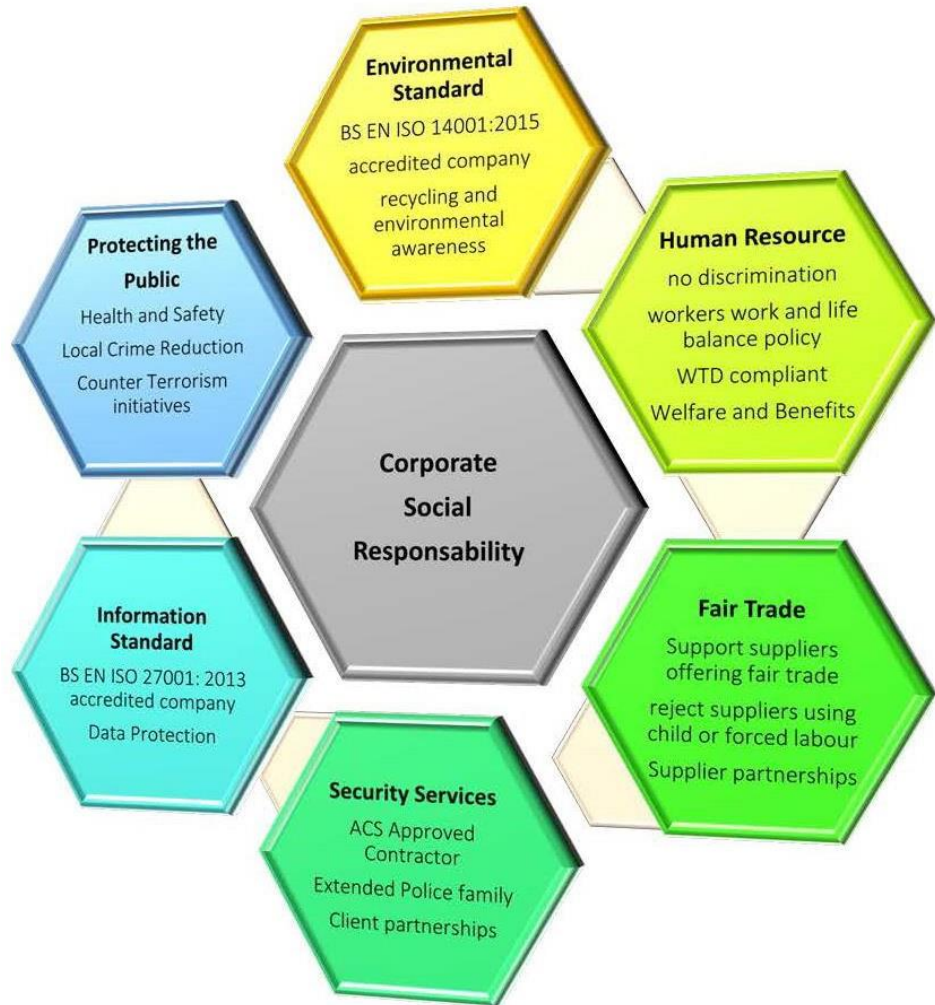 Environmental
Standard
BS EN ISO 14001:2015
accredited company
recycling and
environmental
awareness
Human Resource
no discrimination
workers work and life
balance policy
WTD compliant
Welfare and Benefits
Fair Trade
Support suppliers
offering fair trade
reject suppliers using
child or forced labour
Supplier partnerships
Security Services
ACS Approved
Contractor
Extended Police family
Client partnerships
Information
Standard
BS EN ISO 27001: 2013
accredited company
Data Protection
Protecting the
Public
Health and Safety
Local Crime Reduction
Counter Terrorism
initiatives
Corporate
Social
Responsability